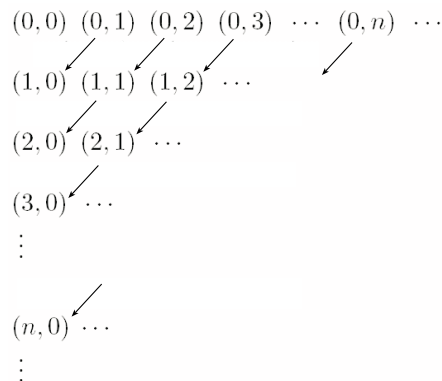 (0, 0) (0, 1) (0, 2) (0, 3) ⋯ (0, n) ⋯
(1, 0) (1, 1) (1, 2) ⋯
(2, 0) (2, 1) ⋯
(3, 0) ⋯
⋮
(n, 0) ⋯
⋮